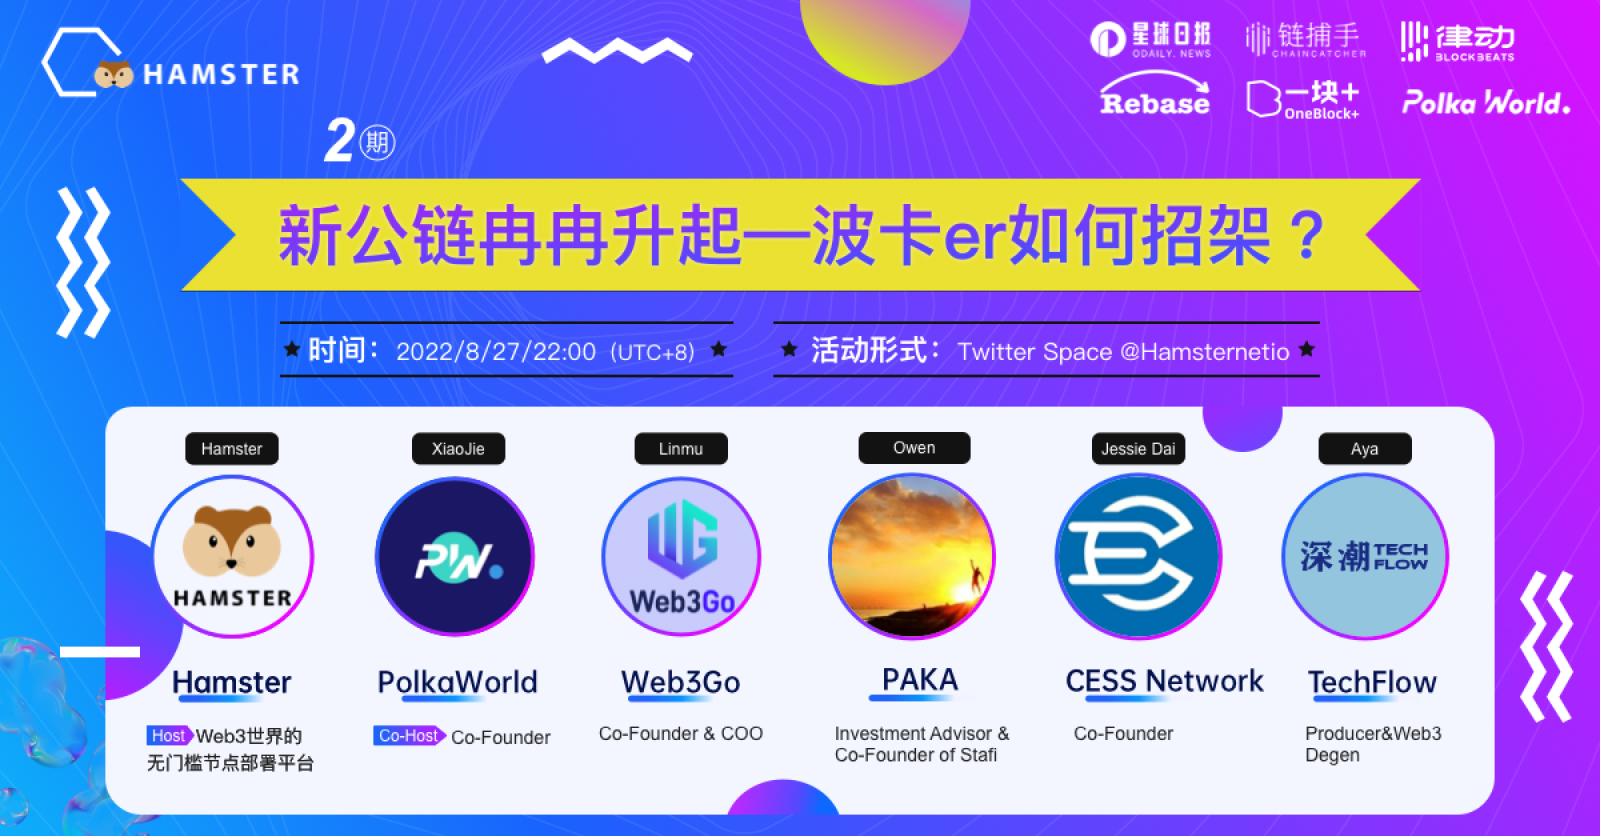 HAMSTER
星球日报
ODAILY. NEWS
链捕手
CHAINCATCHER
律动
BLOCKBEATS
Rebase
一块+
OneBlock+
Polka World.
2期
新公链冉冉升起—波卡er如何招架？
时间：2022/8/27/22:00（UTC+8）
活动形式：Twitter Space @Hamsternetio
Hamster
XiaoJie
Linmu
Owen
Jessie Dai
Aya
HAMSTER
PW.
Web3Go
深潮 TECH
FLOW
Hamster
PolkaWorld
Web3Go
PAKA
CESS Network
TechFlow
Host Web3世界的
无门槛节点部署平台
Co-Host Co-Founder
Co-Founder & COO
Investment Advisor &
Co-Founder of Stafi
Co-Founder
Producer&Web3
Degen